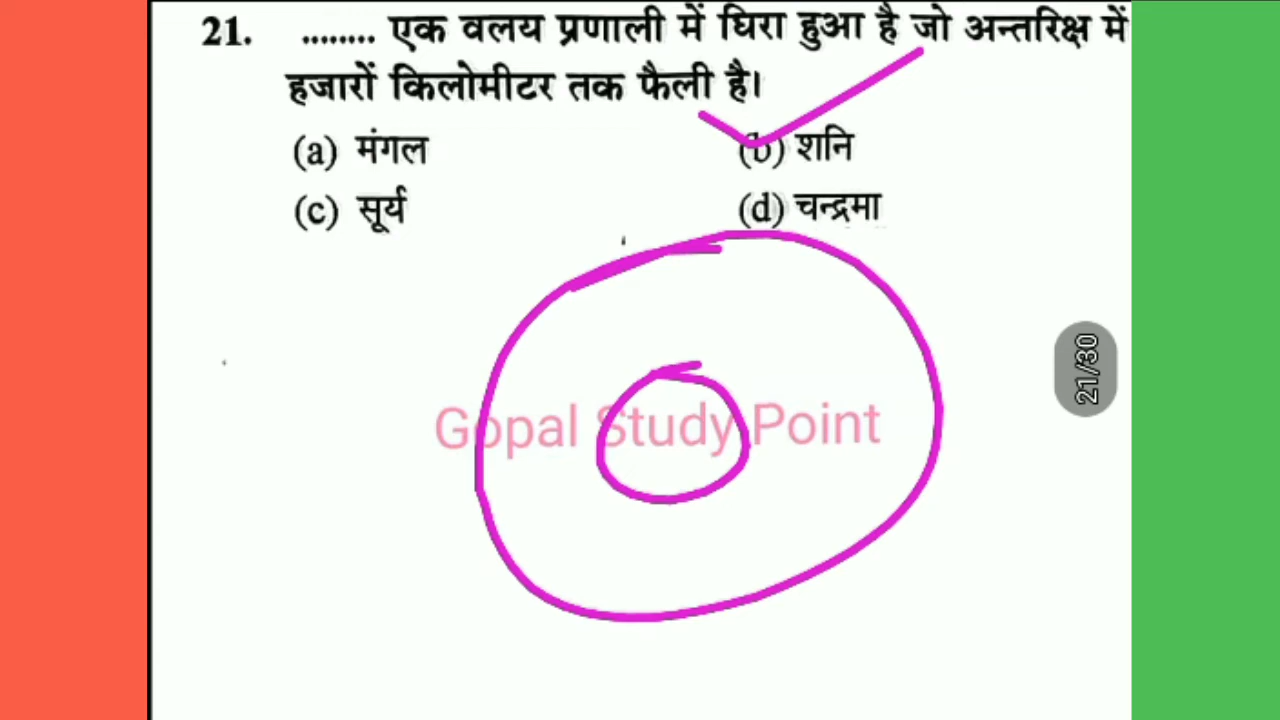 21. ........ एक वलय प्रणाली में घिरा हुआ है जो अन्तरिक्ष में
हजारों किलोमीटर तक फैली है।
(a) मंगल (b) शनि
(c) सूर्य (d) चन्द्रमा
Gopal Study Point
21/30